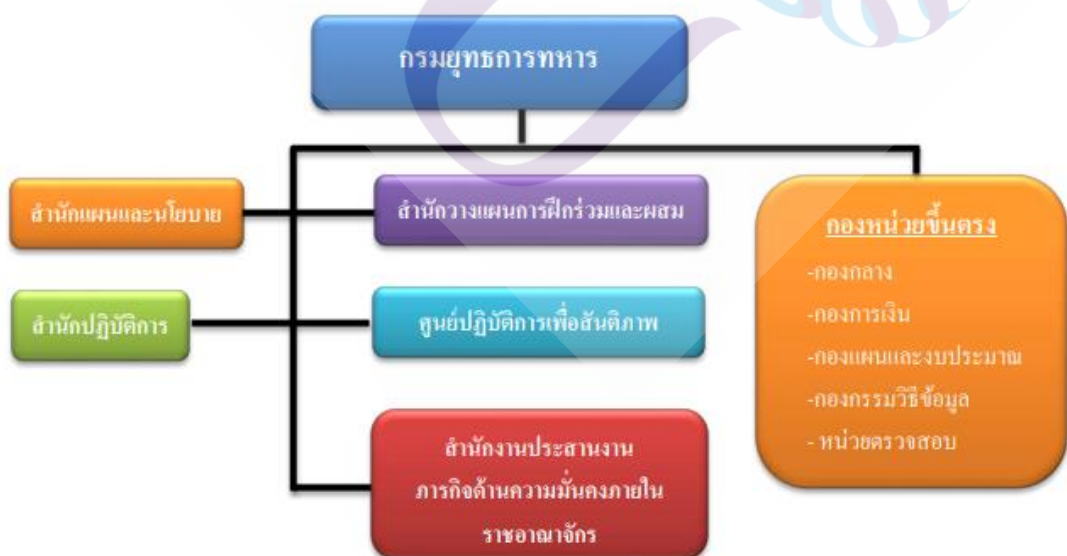 กรมยุทธการทหาร
สำนักแผนและนโยบาย
สำนักวางแผนการฝึกร่วมและผสม
สำนักปฏิบัติการ
ศูนย์ปฏิบัติการเพื่อสันติภาพ
สำนักงานประสานงาน
ภารกิจด้านความมั่นคงภายใน
ราชอาณาจักร
กองหน่วยขึ้นตรง
-กองกลาง
-กองการเงิน
-กองแผนและงบประมาณ
-กองกรรมวิธีข้อมูล
- หน่วยตรวจสอบ